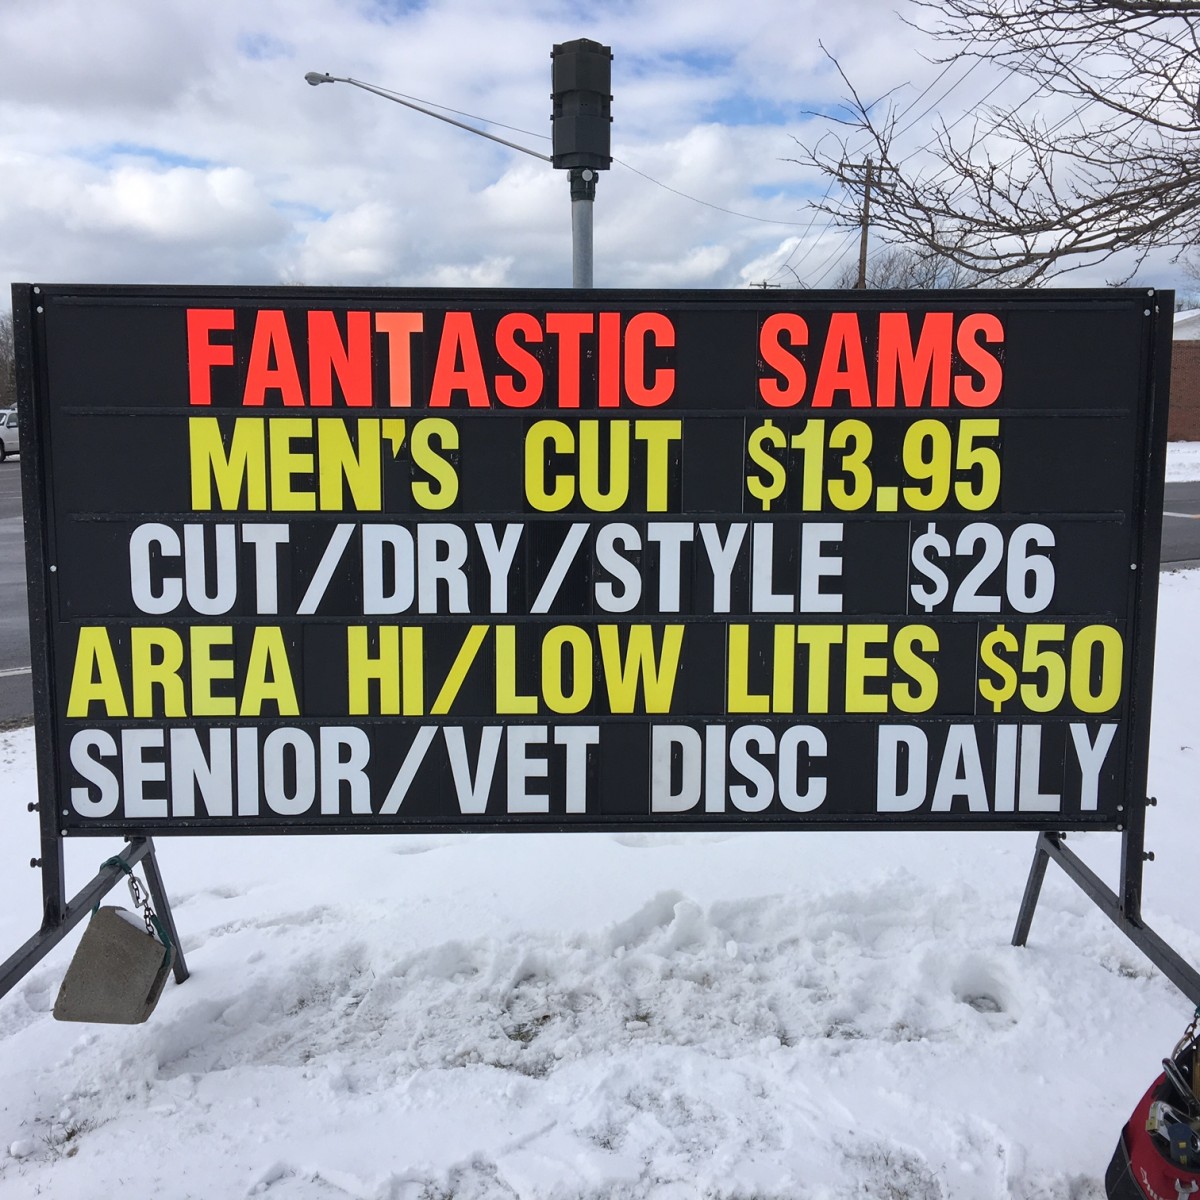 FANTASTIC SAMS
MEN'S CUT $13.95
CUT/DRY/STYLE $26
AREA HI/LOW LITES $50
SENIOR/VET DISC DAILY